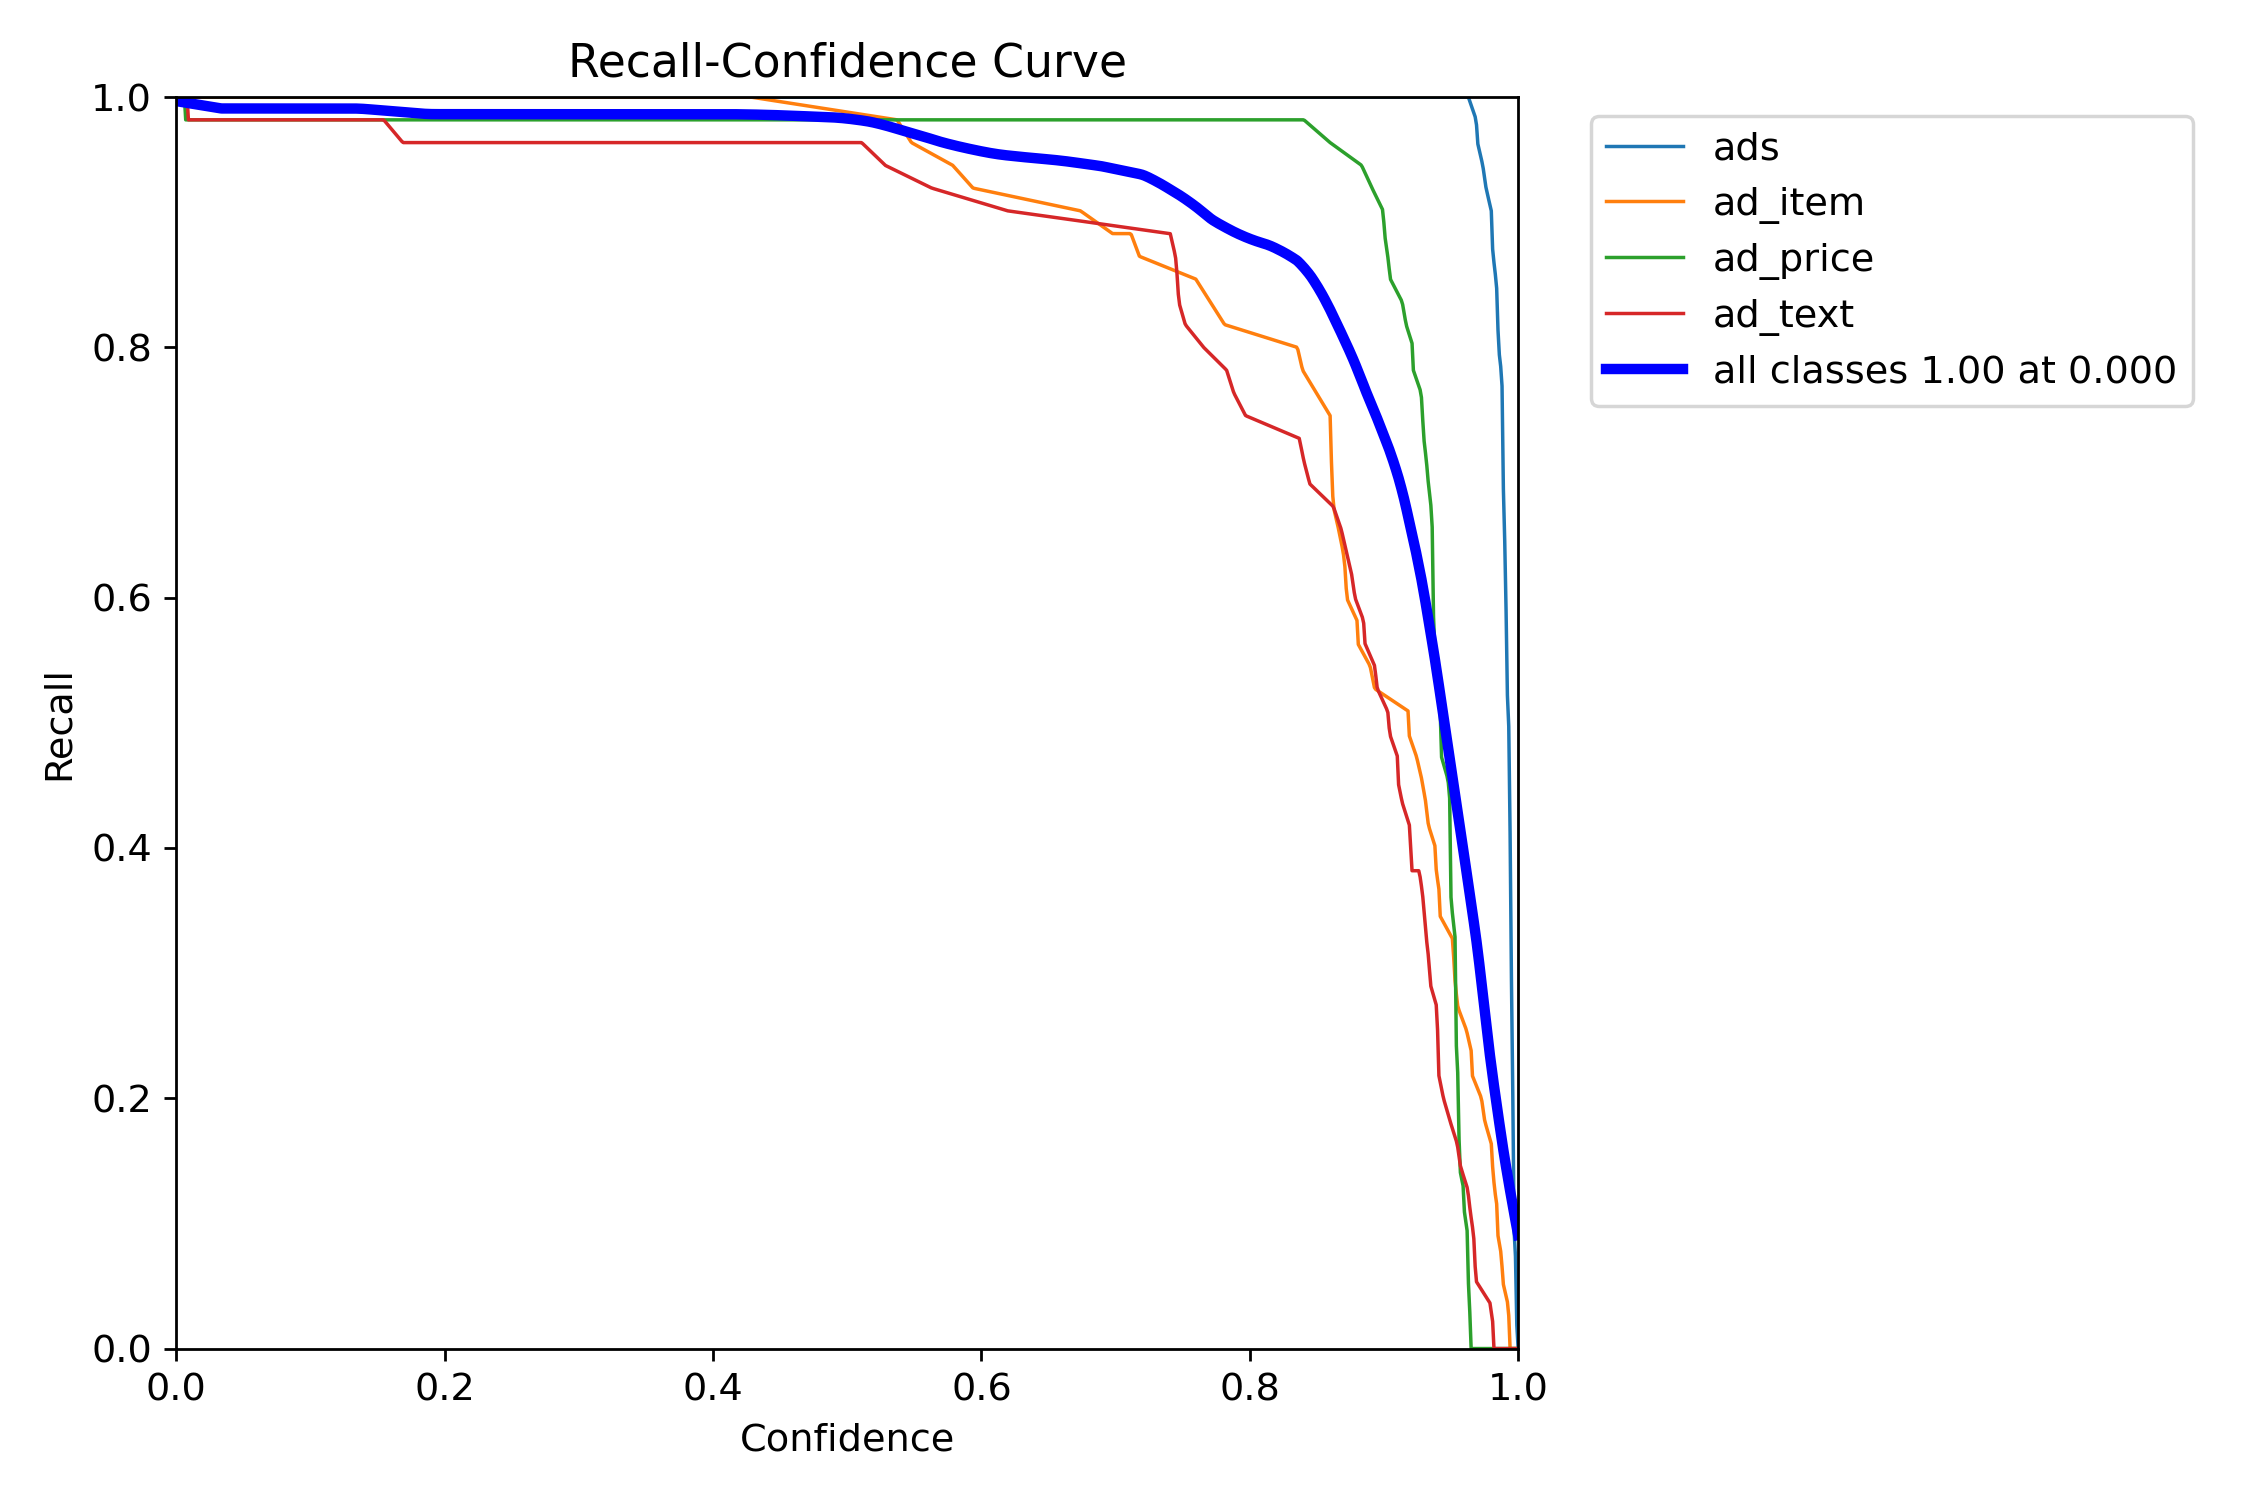 Recall-Confidence Curve
1.0
0.8
0.6
0.4
0.2
0.0
Recall
0.0 0.2 0.4 0.6 0.8 1.0
Confidence
ads
ad_item
ad_price
ad_text
all classes 1.00 at 0.000